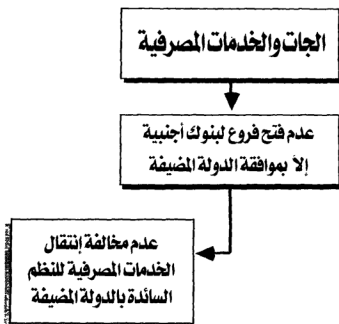 الجات والخدمات المصرفية
عدم فتح فروع لبنوك أجنبية
إلا بموافقة الدولة المضيفة
عدم مخالفة إنتقال
الخدمات المصرفية للنظم
السائدة بالدولة المضيفة